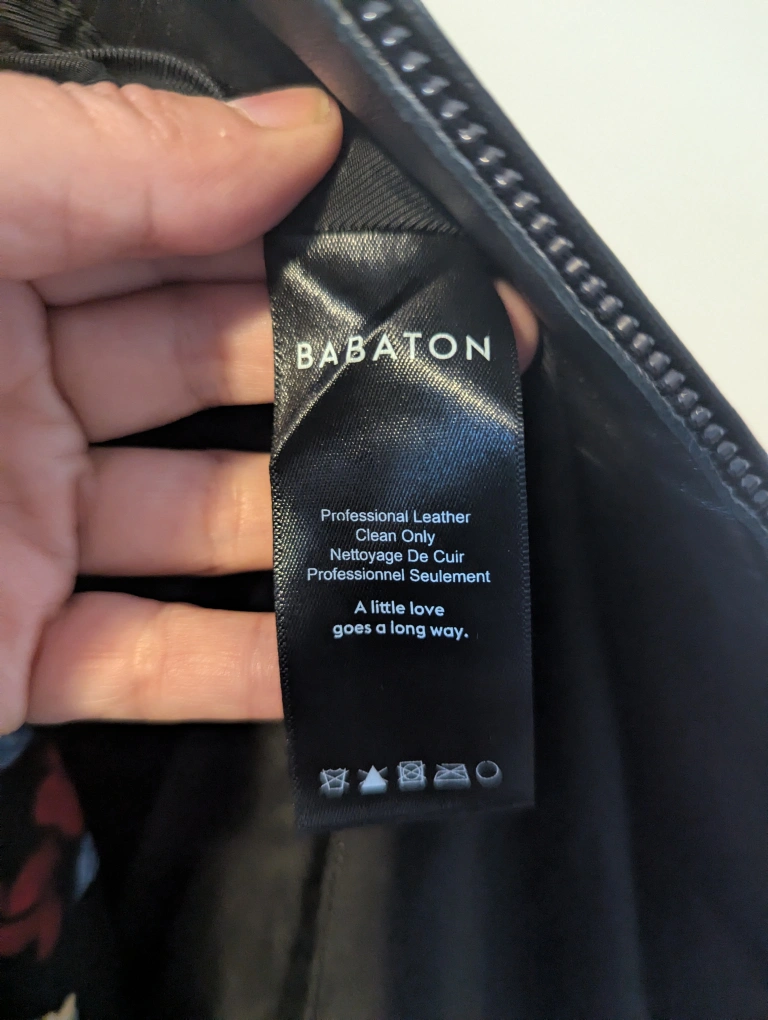 BABATON
Professional Leather
Clean Only
Nettoyage De Cuir
Professionnel Seulement
A little love
goes a long way.